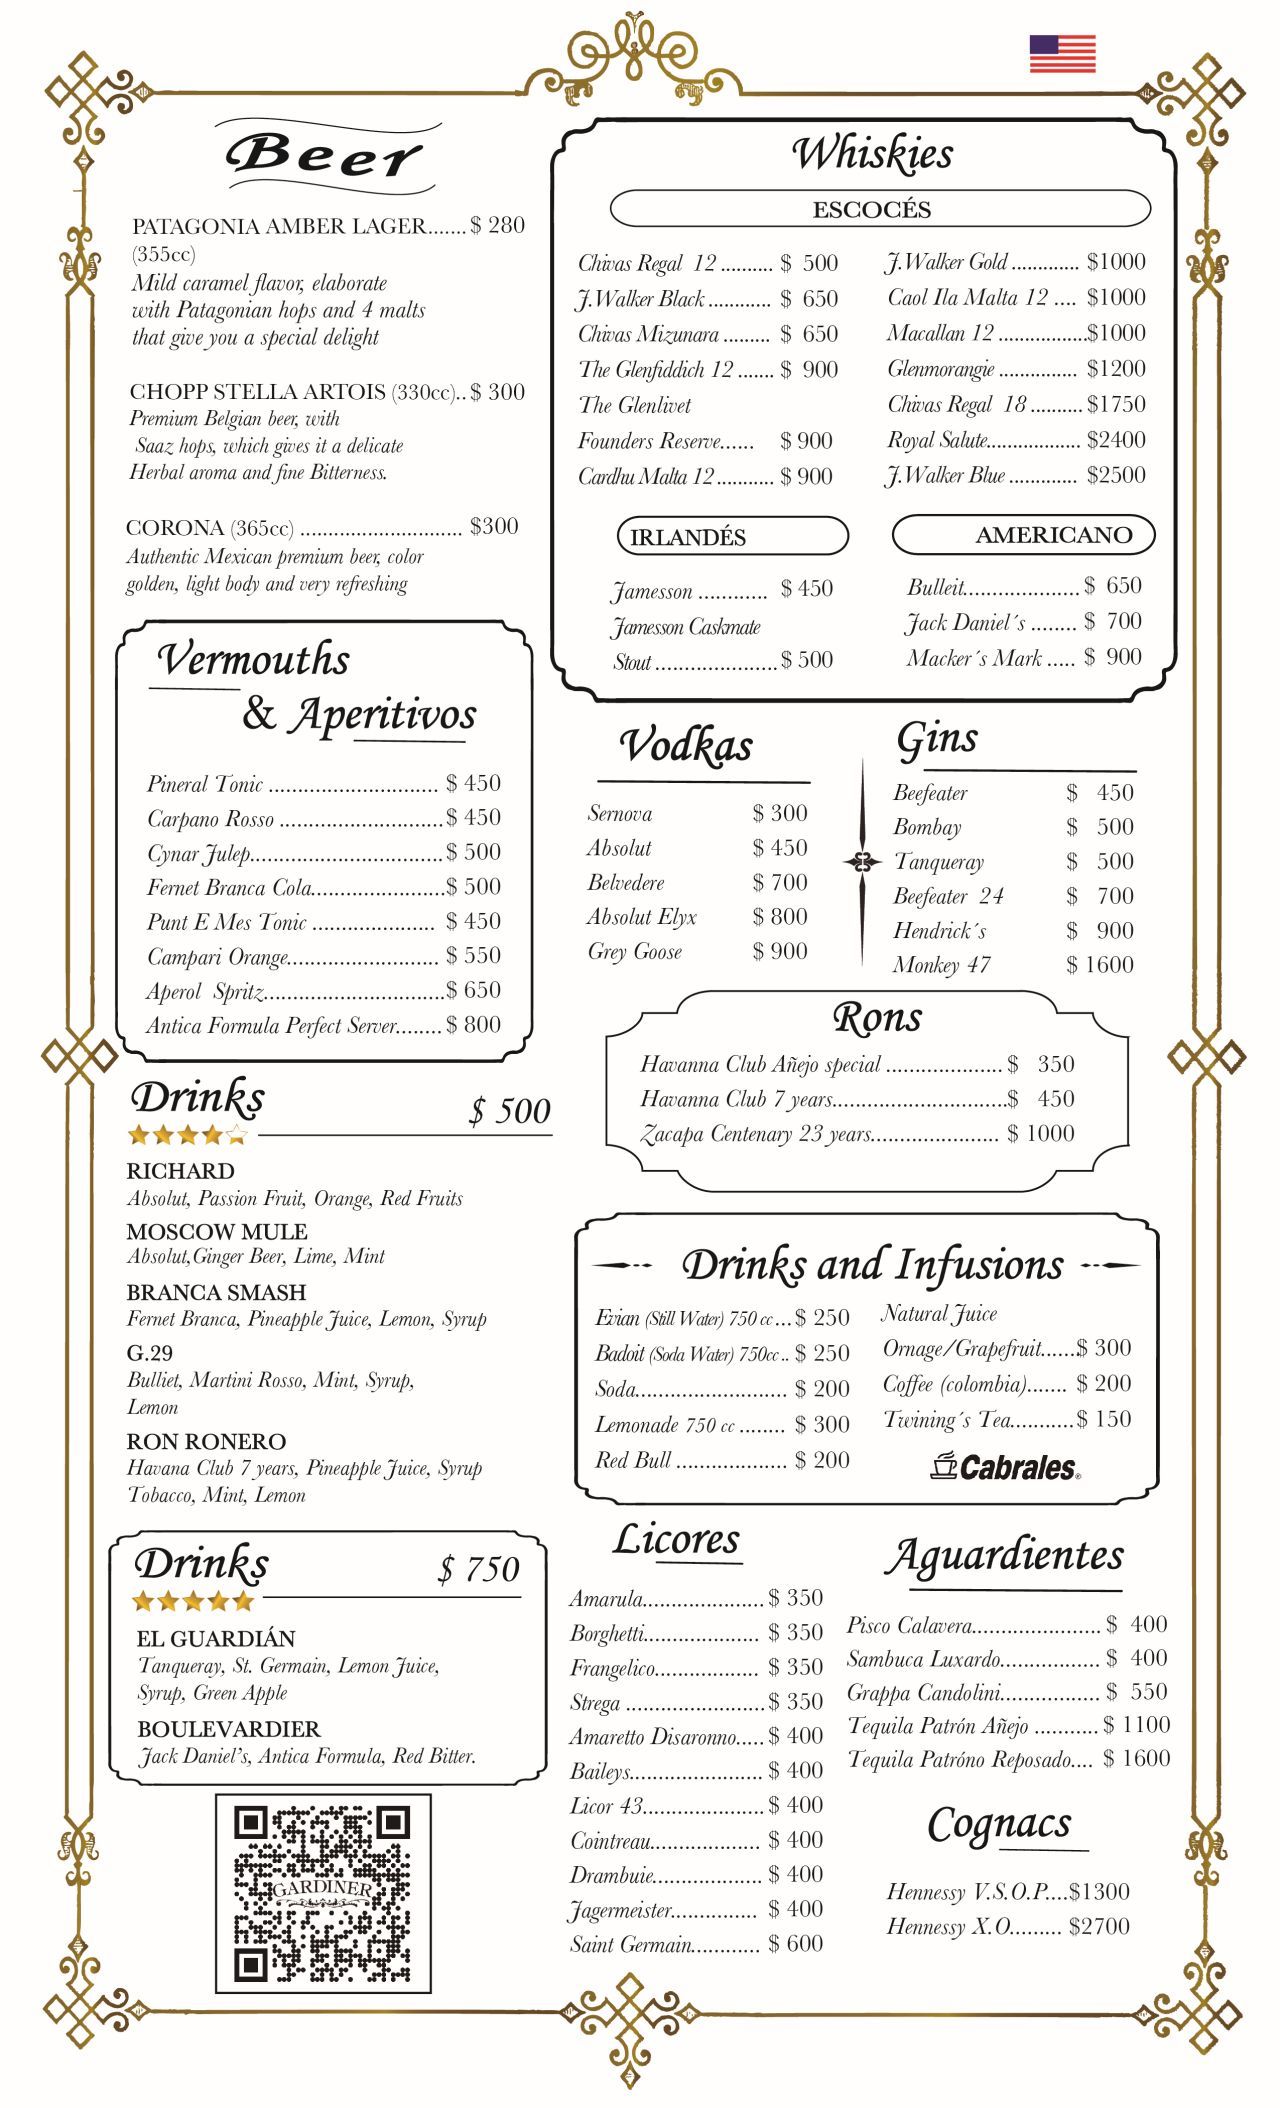 Beer
PATAGONIA AMBER LAGER.......$ 280
(355cc)
Mild caramel flavor, elaborate
with Patagonian hops and 4 malts
that give you a special delight
CHOPP STELLA ARTOIS (330cc)..$ 300
Premium Belgian beer, with
Saaz hops, which gives it a delicate
Herbal aroma and fine Bitterness.
CORONA (365cc) ............................. $300
Authentic Mexican premium beer, color
golden, light body and very refreshing
Vermouths
& Aperitivos
Pineral Tonic ............................. $ 450
Carpano Rosso ............................$ 450
Cynar Julep.................................$ 500
Fernet Branca Cola.......................$ 500
Punt E Mes Tonic ..................... $ 450
Campari Orange.......................... $ 550
Aperol Spritz...............................$ 650
Antica Formula Perfect Server........$ 800
Drinks
$ 500
RICHARD
Absolut, Passion Fruit, Orange, Red Fruits
MOSCOW MULE
Absolut,Ginger Beer, Lime, Mint
BRANCA SMASH
Fernet Branca, Pineapple Juice, Lemon, Syrup
G.29
Bulliet, Martini Rosso, Mint, Syrup,
Lemon
RON RONERO
Havana Club 7 years, Pineapple Juice, Syrup
Tobacco, Mint, Lemon
Drinks
$ 750
EL GUARDIÁN
Tanqueray, St. Germain, Lemon Juice,
Syrup, Green Apple
BOULEVARDIER
Jack Daniel's, Antica Formula, Red Bitter.
GARDINER
Whiskies
ESCOCÉS
Chivas Regal 12 ......... $ 500
J.Walker Black ........... $ 650
Chivas Mizunara ......... $ 650
The Glenfiddich 12 ....... $ 900
The Glenlivet
Founders Reserve...... $ 900
Cardhu Malta 12........... $ 900
J.Walker Gold ............. $1000
Caol Ila Malta 12 .... $1000
Macallan 12 .................$1000
Glenmorangie ............... $1200
Chivas Regal 18 ..........$1750
Royal Salute.................. $2400
J.Walker Blue ............. $2500
IRLANDÉS
Jamesson ............ $ 450
Jamesson Caskmate
Stout .....................$ 500
AMERICANO
Bulleit.................... $ 650
Jack Daniel´s ........ $ 700
Macker´s Mark ..... $ 900
Vodkas
Sernova $ 300
Absolut $ 450
Belvedere $ 700
Absolut Elyx $ 800
Grey Goose $ 900
Gins
Beefeater $ 450
Bombay $ 500
Tanqueray $ 500
Beefeater 24 $ 700
Hendrick´s $ 900
Monkey 47 $ 1600
Rons
Havanna Club Añejo special ....................$ 350
Havanna Club 7 years..............................$ 450
Zacapa Centenary 23 years...................... $ 1000
Drinks and Infusions
Evian (Still Water) 750 cc...$ 250
Badoit (Soda Water) 750cc.. $ 250
Soda.......................... $ 200
Lemonade 750 cc ........ $ 300
Red Bull ................... $ 200
Natural Juice
Ornage/Grapefruit......$ 300
Coffee (colombia)....... $ 200
Twining´s Tea...........$ 150
Cabrales®
Licores
Amarula.....................$ 350
Borghetti.................... $ 350
Frangelico.................. $ 350
Strega ........................$ 350
Amaretto Disaronno.....$ 400
Baileys....................... $ 400
Licor 43.....................$ 400
Cointreau................... $ 400
Drambuie................... $ 400
Jagermeister............... $ 400
Saint Germain............ $ 600
Aguardientes
Pisco Calavera...................... $ 400
Sambuca Luxardo.................. $ 400
Grappa Candolini.................. $ 550
Tequila Patrón Añejo ........... $ 1100
Tequila Patróno Reposado.... $ 1600
Cognacs
Hennessy V.S.O.P....$1300
Hennessy X.O......... $2700